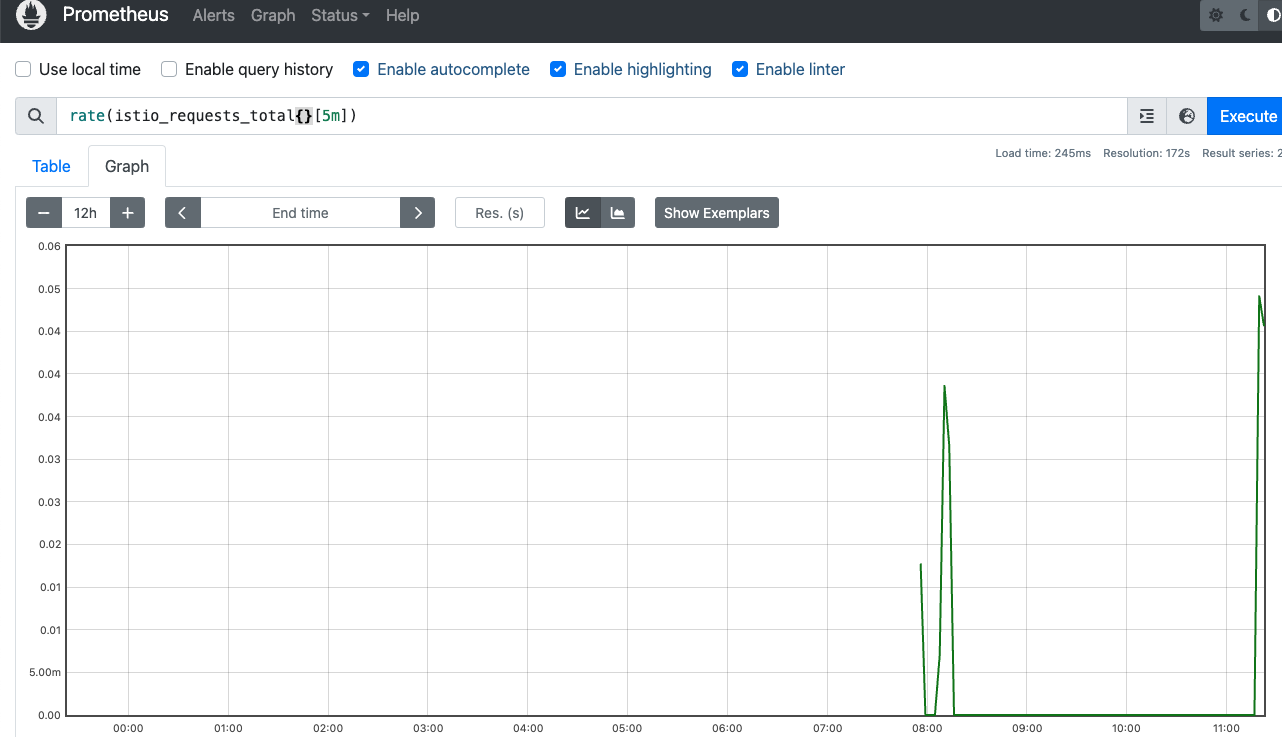 Prometheus Alerts Graph Status Help
Use local time Enable query history Enable autocomplete Enable highlighting Enable linter
rate(istio_requests_total{}[5m]) Execute
Load time: 245ms Resolution: 172s Result series: 2
Table Graph
− 12h + End time Res. (s) Show Exemplars
0.06
0.05
0.04
0.04
0.04
0.03
0.03
0.02
0.01
0.01
5.00m
0.00
00:00 01:00 02:00 03:00 04:00 05:00 06:00 07:00 08:00 09:00 10:00 11:00